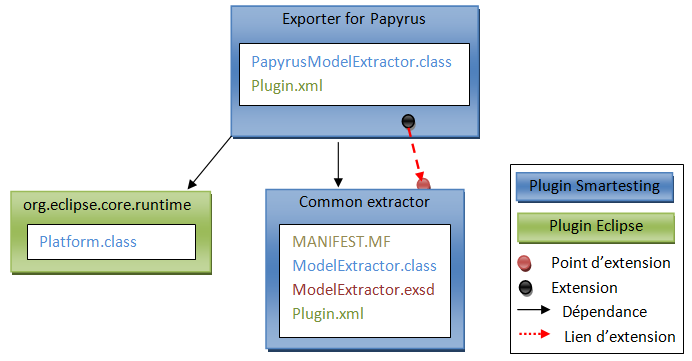 Exporter for Papyrus
PapyrusModelExtractor.class
Plugin.xml
org.eclipse.core.runtime
Platform.class
Common extractor
MANIFEST.MF
ModelExtractor.class
ModelExtractor.exsd
Plugin.xml
Plugin Smartesting
Plugin Eclipse
Point d'extension
Extension
Dépendance
Lien d'extension